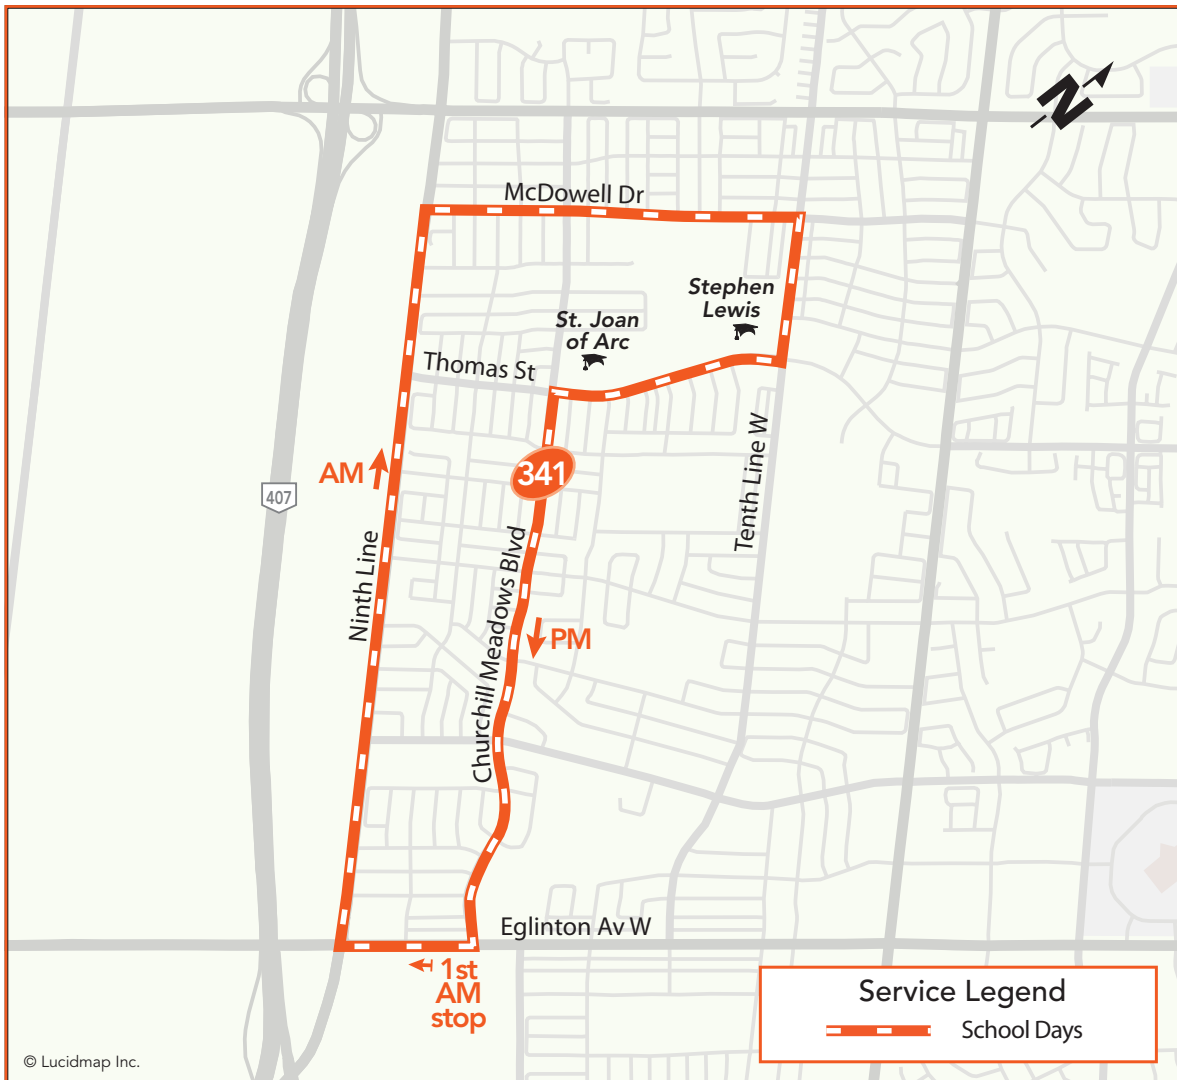 N
McDowell Dr
Stephen
Lewis
St. Joan
of Arc
Thomas St
Tenth Line W
AM
341
407
Ninth Line
Churchill Meadows Blvd
PM
Eglinton Av W
1st
AM
stop
Service Legend
School Days
© Lucidmap Inc.